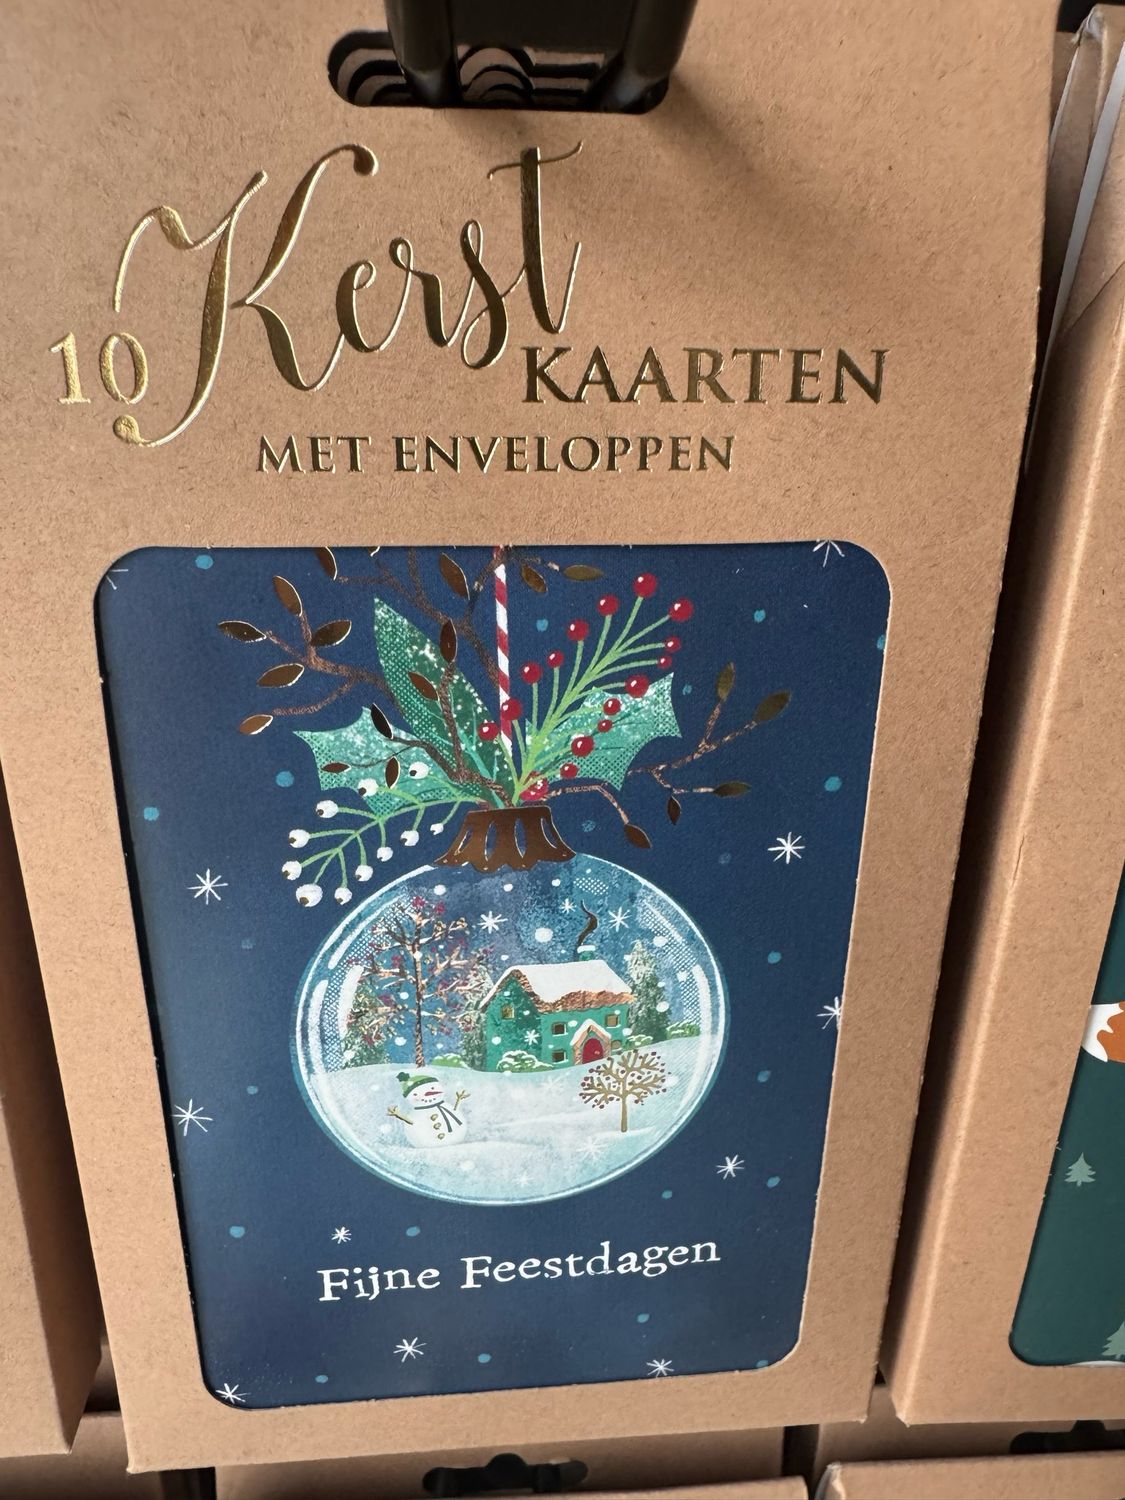 10 Kerst
KAARTEN
MET ENVELOPPEN
Fijne Feestdagen